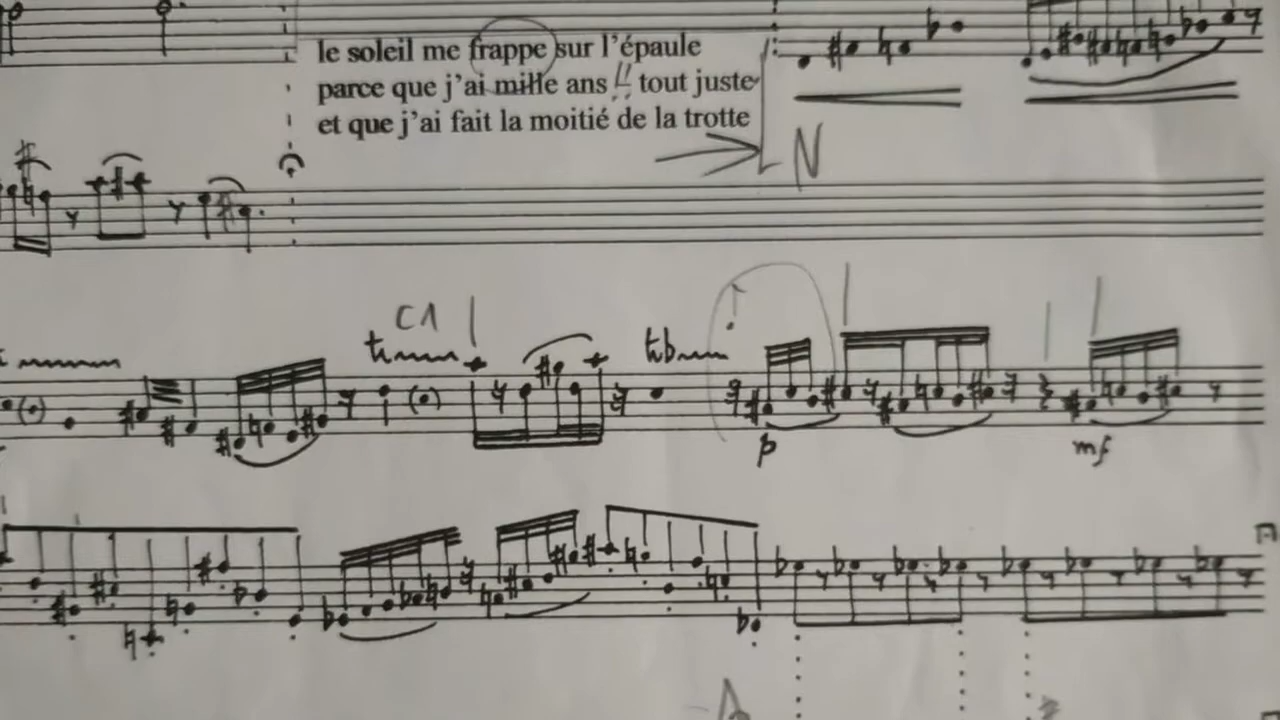 le soleil me frappe sur l'épaule
parce que j'ai mille ans !! tout juste
et que j'ai fait la moitié de la trotte
N
C1
p
mf